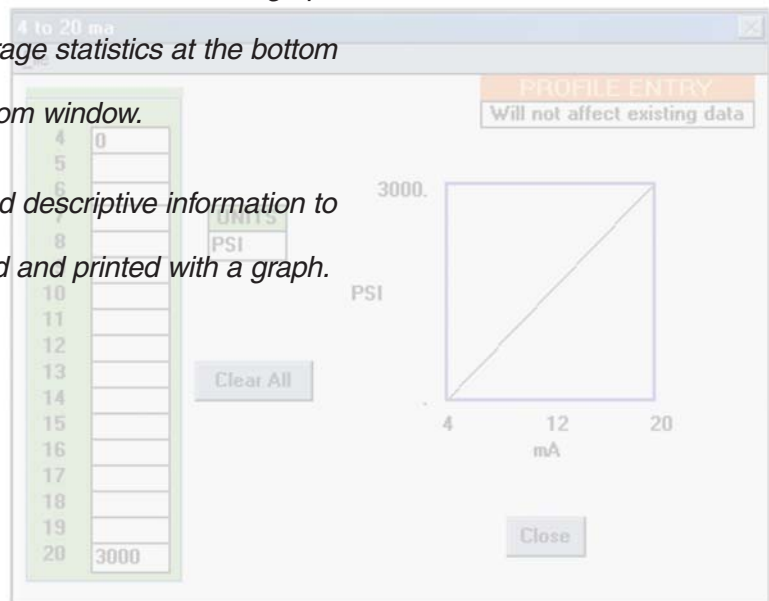 4 to 20 ma
rage statistics at the bottom
om window.
d descriptive information to
d and printed with a graph.
PROFILE ENTRY
Will not affect existing data
4 0
5
6
7
8
10
11
12
13
14
15
16
17
18
19
20 3000
UNITS
PSI
Clear All
3000.
PSI
.
4 12 20
mA
Close